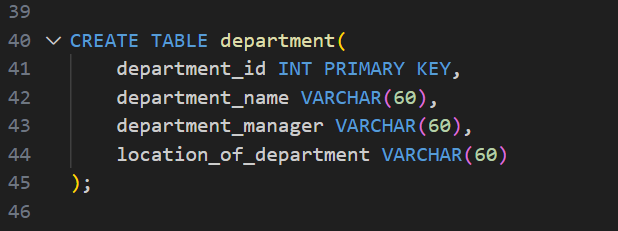 39
40 CREATE TABLE department(
41 department_id INT PRIMARY KEY,
42 department_name VARCHAR(60),
43 department_manager VARCHAR(60),
44 location_of_department VARCHAR(60)
45 );
46